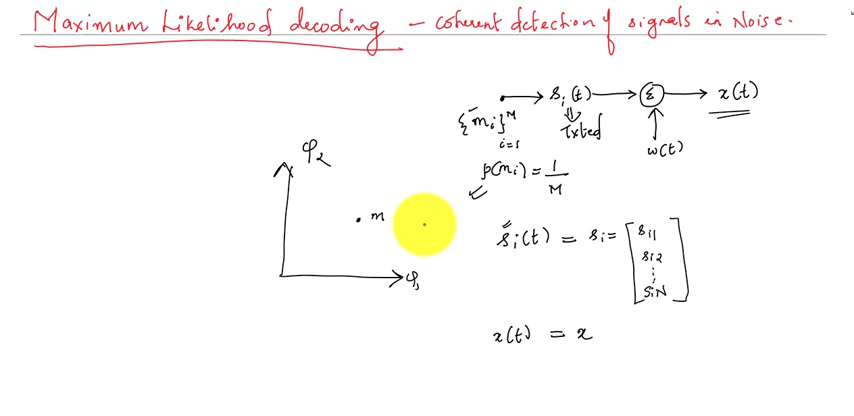 Maximum Likelihood decoding - coherent detection of signals in Noise.
{mi}ᴹ i=1 → si(t) → Σ → x(t)
Txted
w(t)
p(mi) = 1/M
φ2
m
φ1
si(t) = si = [si1 si2 ⋮ siN]
x(t) = x